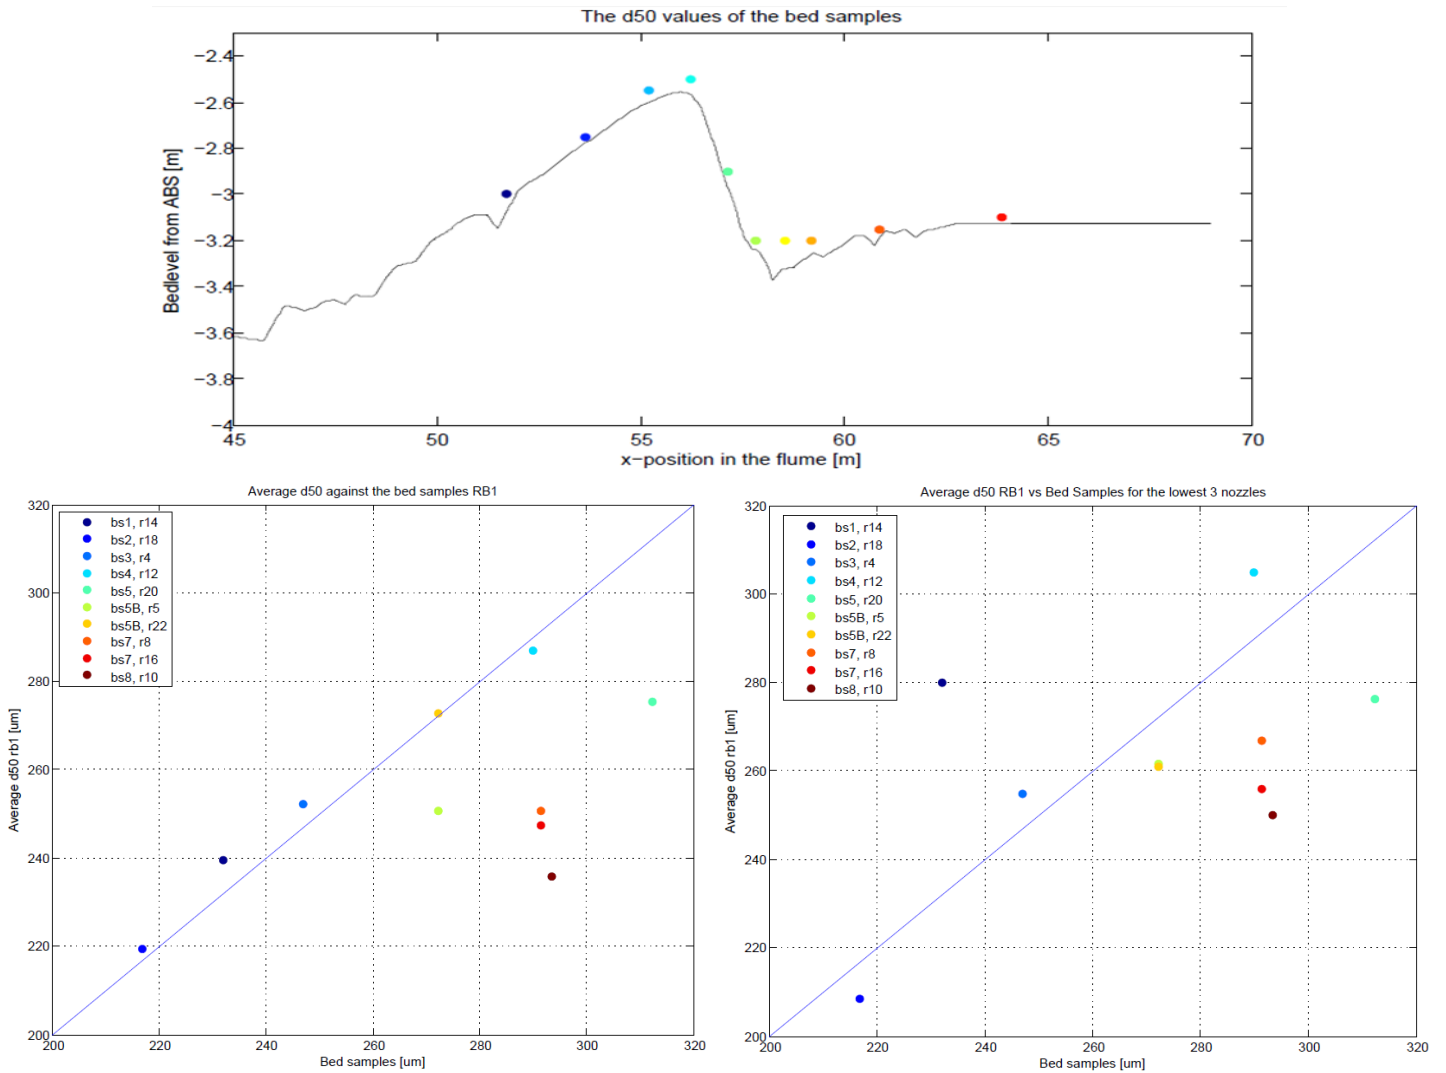 The d50 values of the bed samples
Bedlevel from ABS [m]
−2.4
−2.6
−2.8
−3
−3.2
−3.4
−3.6
−3.8
−4
45 50 55 60 65 70
x−position in the flume [m]
Average d50 against the bed samples RB1
Average d50 rb1 [um]
320
300
280
260
240
220
200
bs1, r14
bs2, r18
bs3, r4
bs4, r12
bs5, r20
bs5B, r5
bs5B, r22
bs7, r8
bs7, r16
bs8, r10
200 220 240 260 280 300 320
Bed samples [um]
Average d50 RB1 vs Bed Samples for the lowest 3 nozzles
Average d50 rb1 [um]
320
300
280
260
240
220
200
bs1, r14
bs2, r18
bs3, r4
bs4, r12
bs5, r20
bs5B, r5
bs5B, r22
bs7, r8
bs7, r16
bs8, r10
200 220 240 260 280 300 320
Bed samples [um]